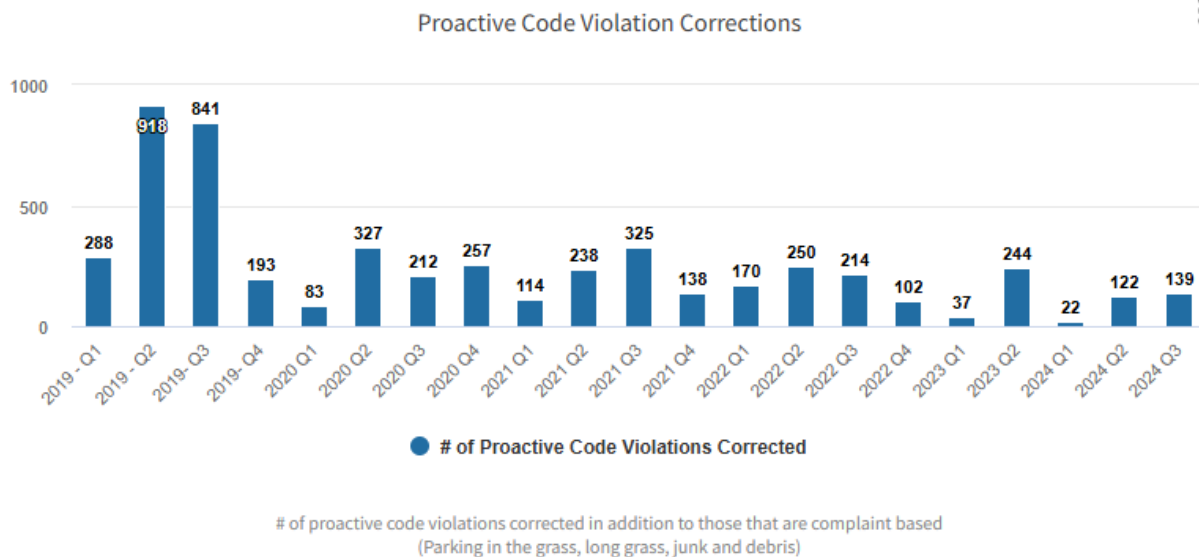 Proactive Code Violation Corrections
1000
500
0
288
918
841
193
83
327
212
257
114
238
325
138
170
250
214
102
37
244
22
122
139
2019 - Q1
2019 - Q2
2019- Q3
2019- Q4
2020 Q1
2020 Q2
2020 Q3
2020 Q4
2021 Q1
2021 Q2
2021 Q3
2021 Q4
2022 Q1
2022 Q2
2022 Q3
2022 Q4
2023 Q1
2023 Q2
2024 Q1
2024 Q2
2024 Q3
# of Proactive Code Violations Corrected
# of proactive code violations corrected in addition to those that are complaint based
(Parking in the grass, long grass, junk and debris)